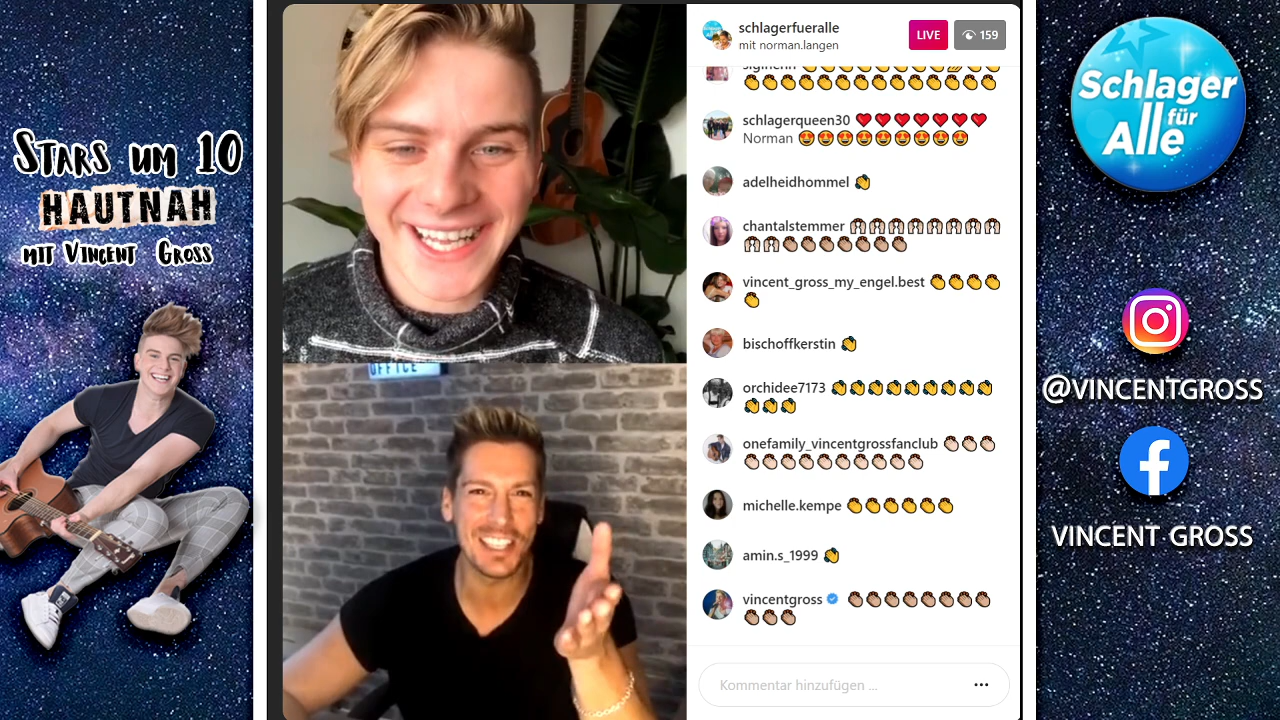 Stars um 10
HAUTNAH
mit Vincent Gross
OFFICE
schlagerfueralle
mit norman.langen
LIVE
159
schlagerqueen30 ❤❤❤❤❤❤❤
Norman 😍😍😍😍😍😍😍
adelheidhommel 👏
chantalstemmer 🙌🙌🙌🙌🙌🙌🙌🙌
🙌🙌👏👏👏👏👏👏👏
vincent_gross_my_engel.best 👏👏👏👏
👏
bischoffkerstin 👏
orchidee7173 👏👏👏👏👏👏👏👏👏
👏👏👏
onefamily_vincentgrossfanclub 👏👏👏
👏👏👏👏👏👏👏👏👏👏
michelle.kempe 👏👏👏👏👏👏
amin.s_1999 👏
vincentgross 👏👏👏👏👏👏👏👏
👏👏👏
Kommentar hinzufügen ...
Schlager
für
Alle
@VINCENTGROSS
VINCENT GROSS